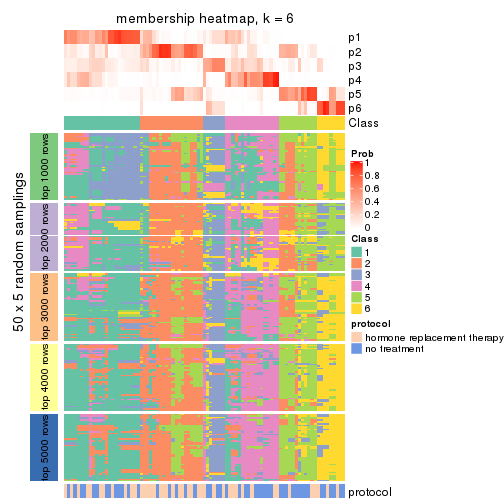 membership heatmap, k = 6
p1
p2
p3
p4
p5
p6
Class
50 x 5 random samplings
top 1000 rows
top 2000 rows
top 3000 rows
top 4000 rows
top 5000 rows
Prob
1
0.8
0.6
0.4
0.2
0
Class
1
2
3
4
5
6
protocol
hormone replacement therapy
no treatment
protocol